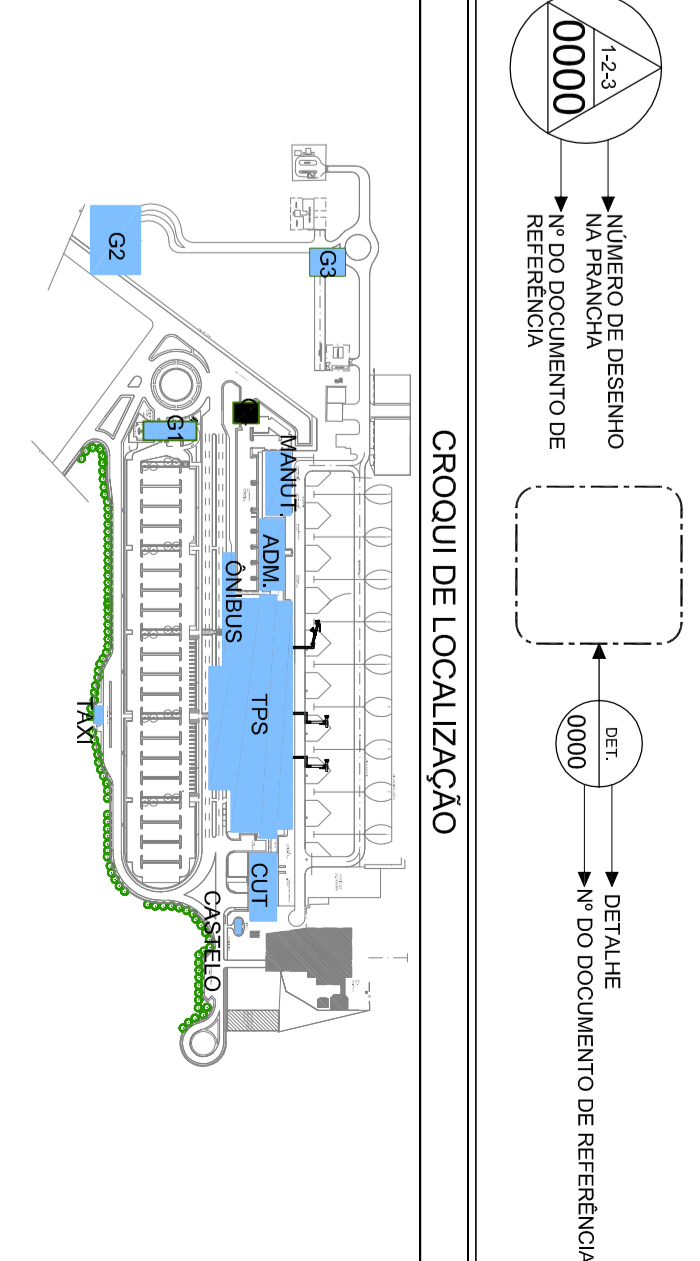 1-2-3
0000
NÚMERO DE DESENHO
NA PRANCHA
Nº DO DOCUMENTO DE
REFERÊNCIA
DET.
0000
DETALHE
Nº DO DOCUMENTO DE REFERÊNCIA
CROQUI DE LOCALIZAÇÃO
G3
G2
G1
MANUT.
ADM.
ÔNIBUS
TPS
TAXI
CUT
CASTELO